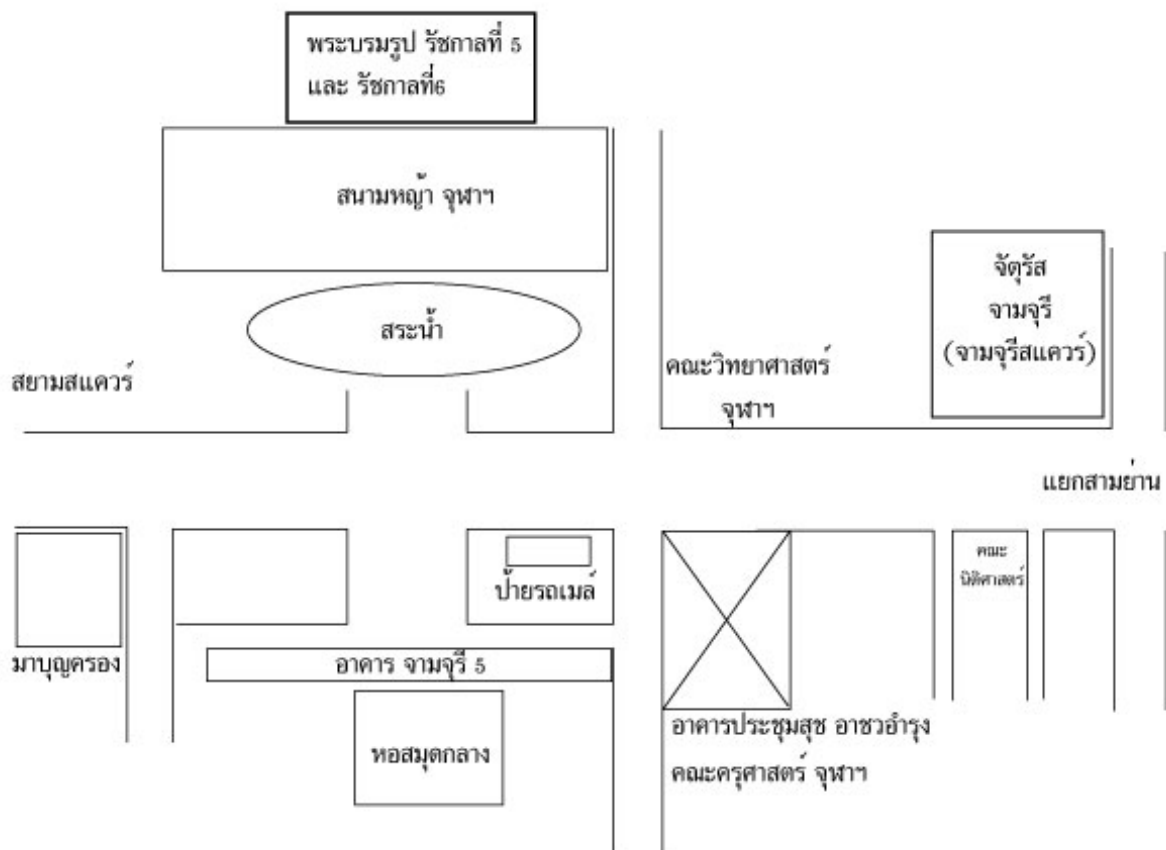 พระบรมรูป รัชกาลที่ 5
และ รัชกาลที่6
สนามหญ้า จุฬาฯ
สระน้ำ
สยามสแควร์
คณะวิทยาศาสตร์
จุฬาฯ
จัตุรัส
จามจุรี
(จามจุรีสแควร์)
แยกสามย่าน
ป้ายรถเมล์
คณะ
นิติศาสตร์
มาบุญครอง
อาคาร จามจุรี 5
หอสมุตกลาง
อาคารประชุมสุช อาชวอำรุง
คณะครุศาสตร์ จุฬาฯ